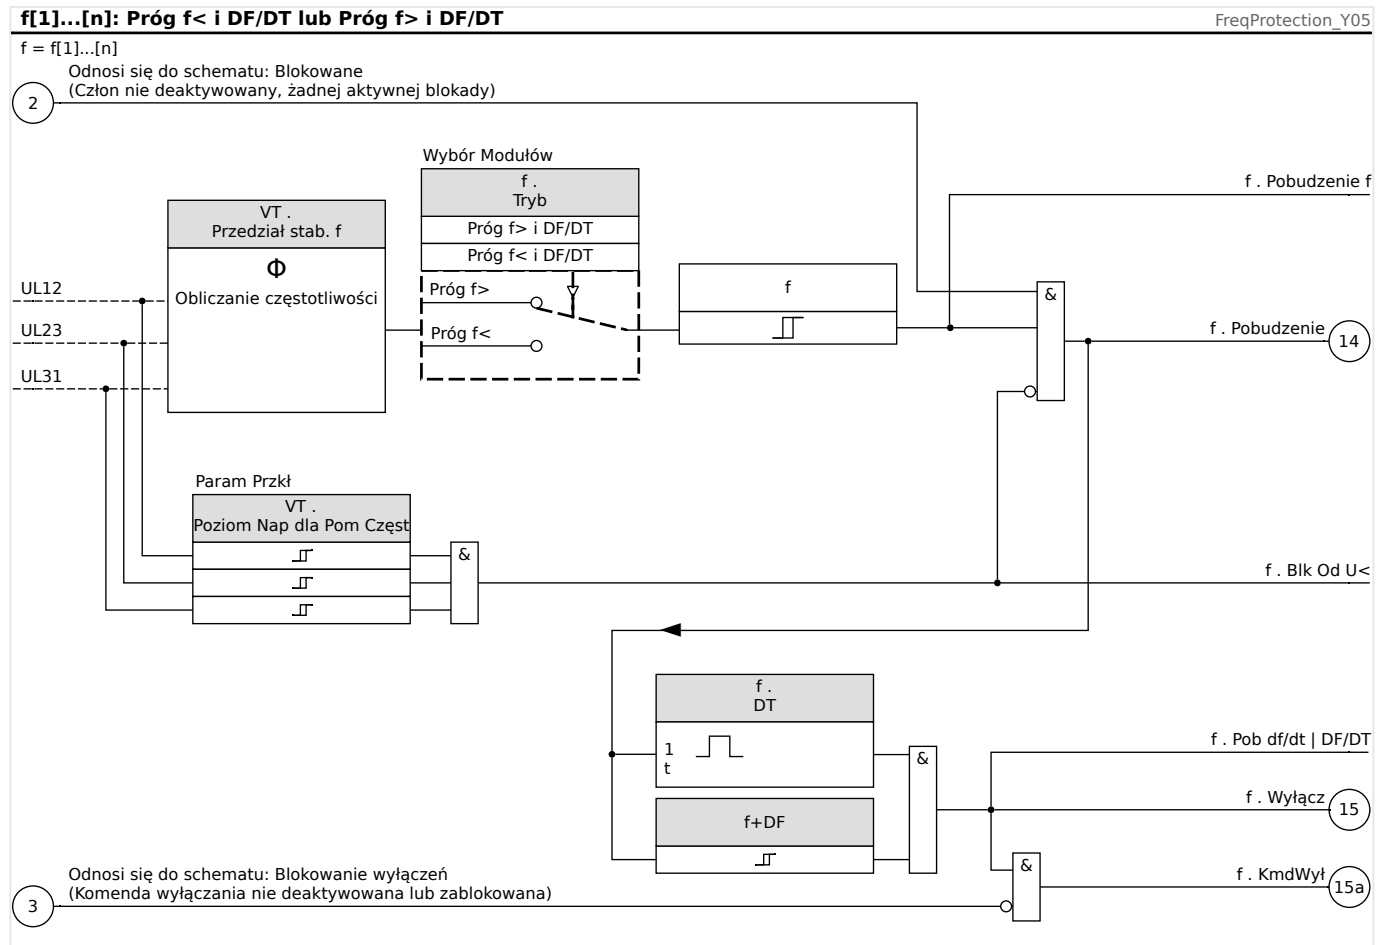 f[1]...[n]: Próg f< i DF/DT lub Próg f> i DF/DT
FreqProtection_Y05
f = f[1]...[n]
Odnosi się do schematu: Blokowane
(Człon nie deaktywowany, żadnej aktywnej blokady)
2
Wybór Modułów
f .
Tryb
Próg f> i DF/DT
Próg f< i DF/DT
Próg f>
Próg f<
VT .
Przedział stab. f
Φ
Obliczanie częstotliwości
UL12
UL23
UL31
f
f . Pobudzenie f
&
f . Pobudzenie
14
Param Przkł
VT .
Poziom Nap dla Pom Częst
&
f . Blk Od U<
f .
DT
1
t
f+DF
&
f . Pob df/dt | DF/DT
f . Wyłącz
15
&
f . KmdWył
15a
Odnosi się do schematu: Blokowanie wyłączeń
(Komenda wyłączania nie deaktywowana lub zablokowana)
3